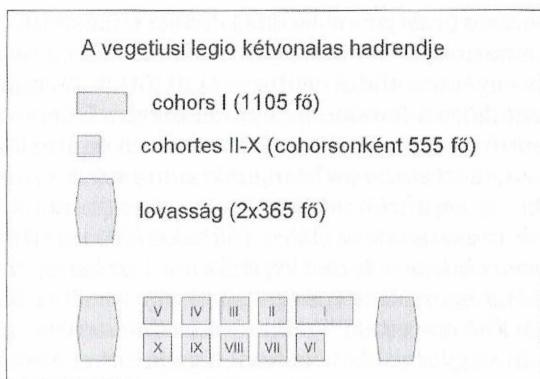 A vegetiusi legio kétvonalas hadrendje
cohors I (1105 fő)
cohortes II-X (cohorsonként 555 fő)
lovasság (2x365 fő)
V IV III II I
X IX VIII VII VI